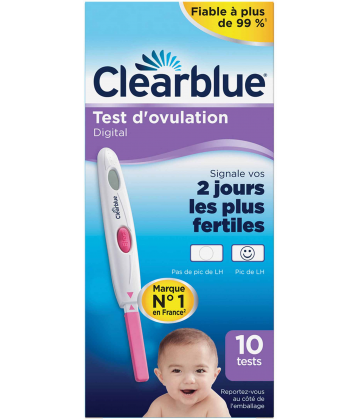 Fiable à plus
de 99 %¹
Clearblue®
Test d'ovulation
Digital
Signale vos
2 jours
les plus
fertiles
Pas de pic de LH
Pic de LH
Clearblue
Marque
N° 1
en France²
10
tests
Reportez-vous
au côté de
l'emballage